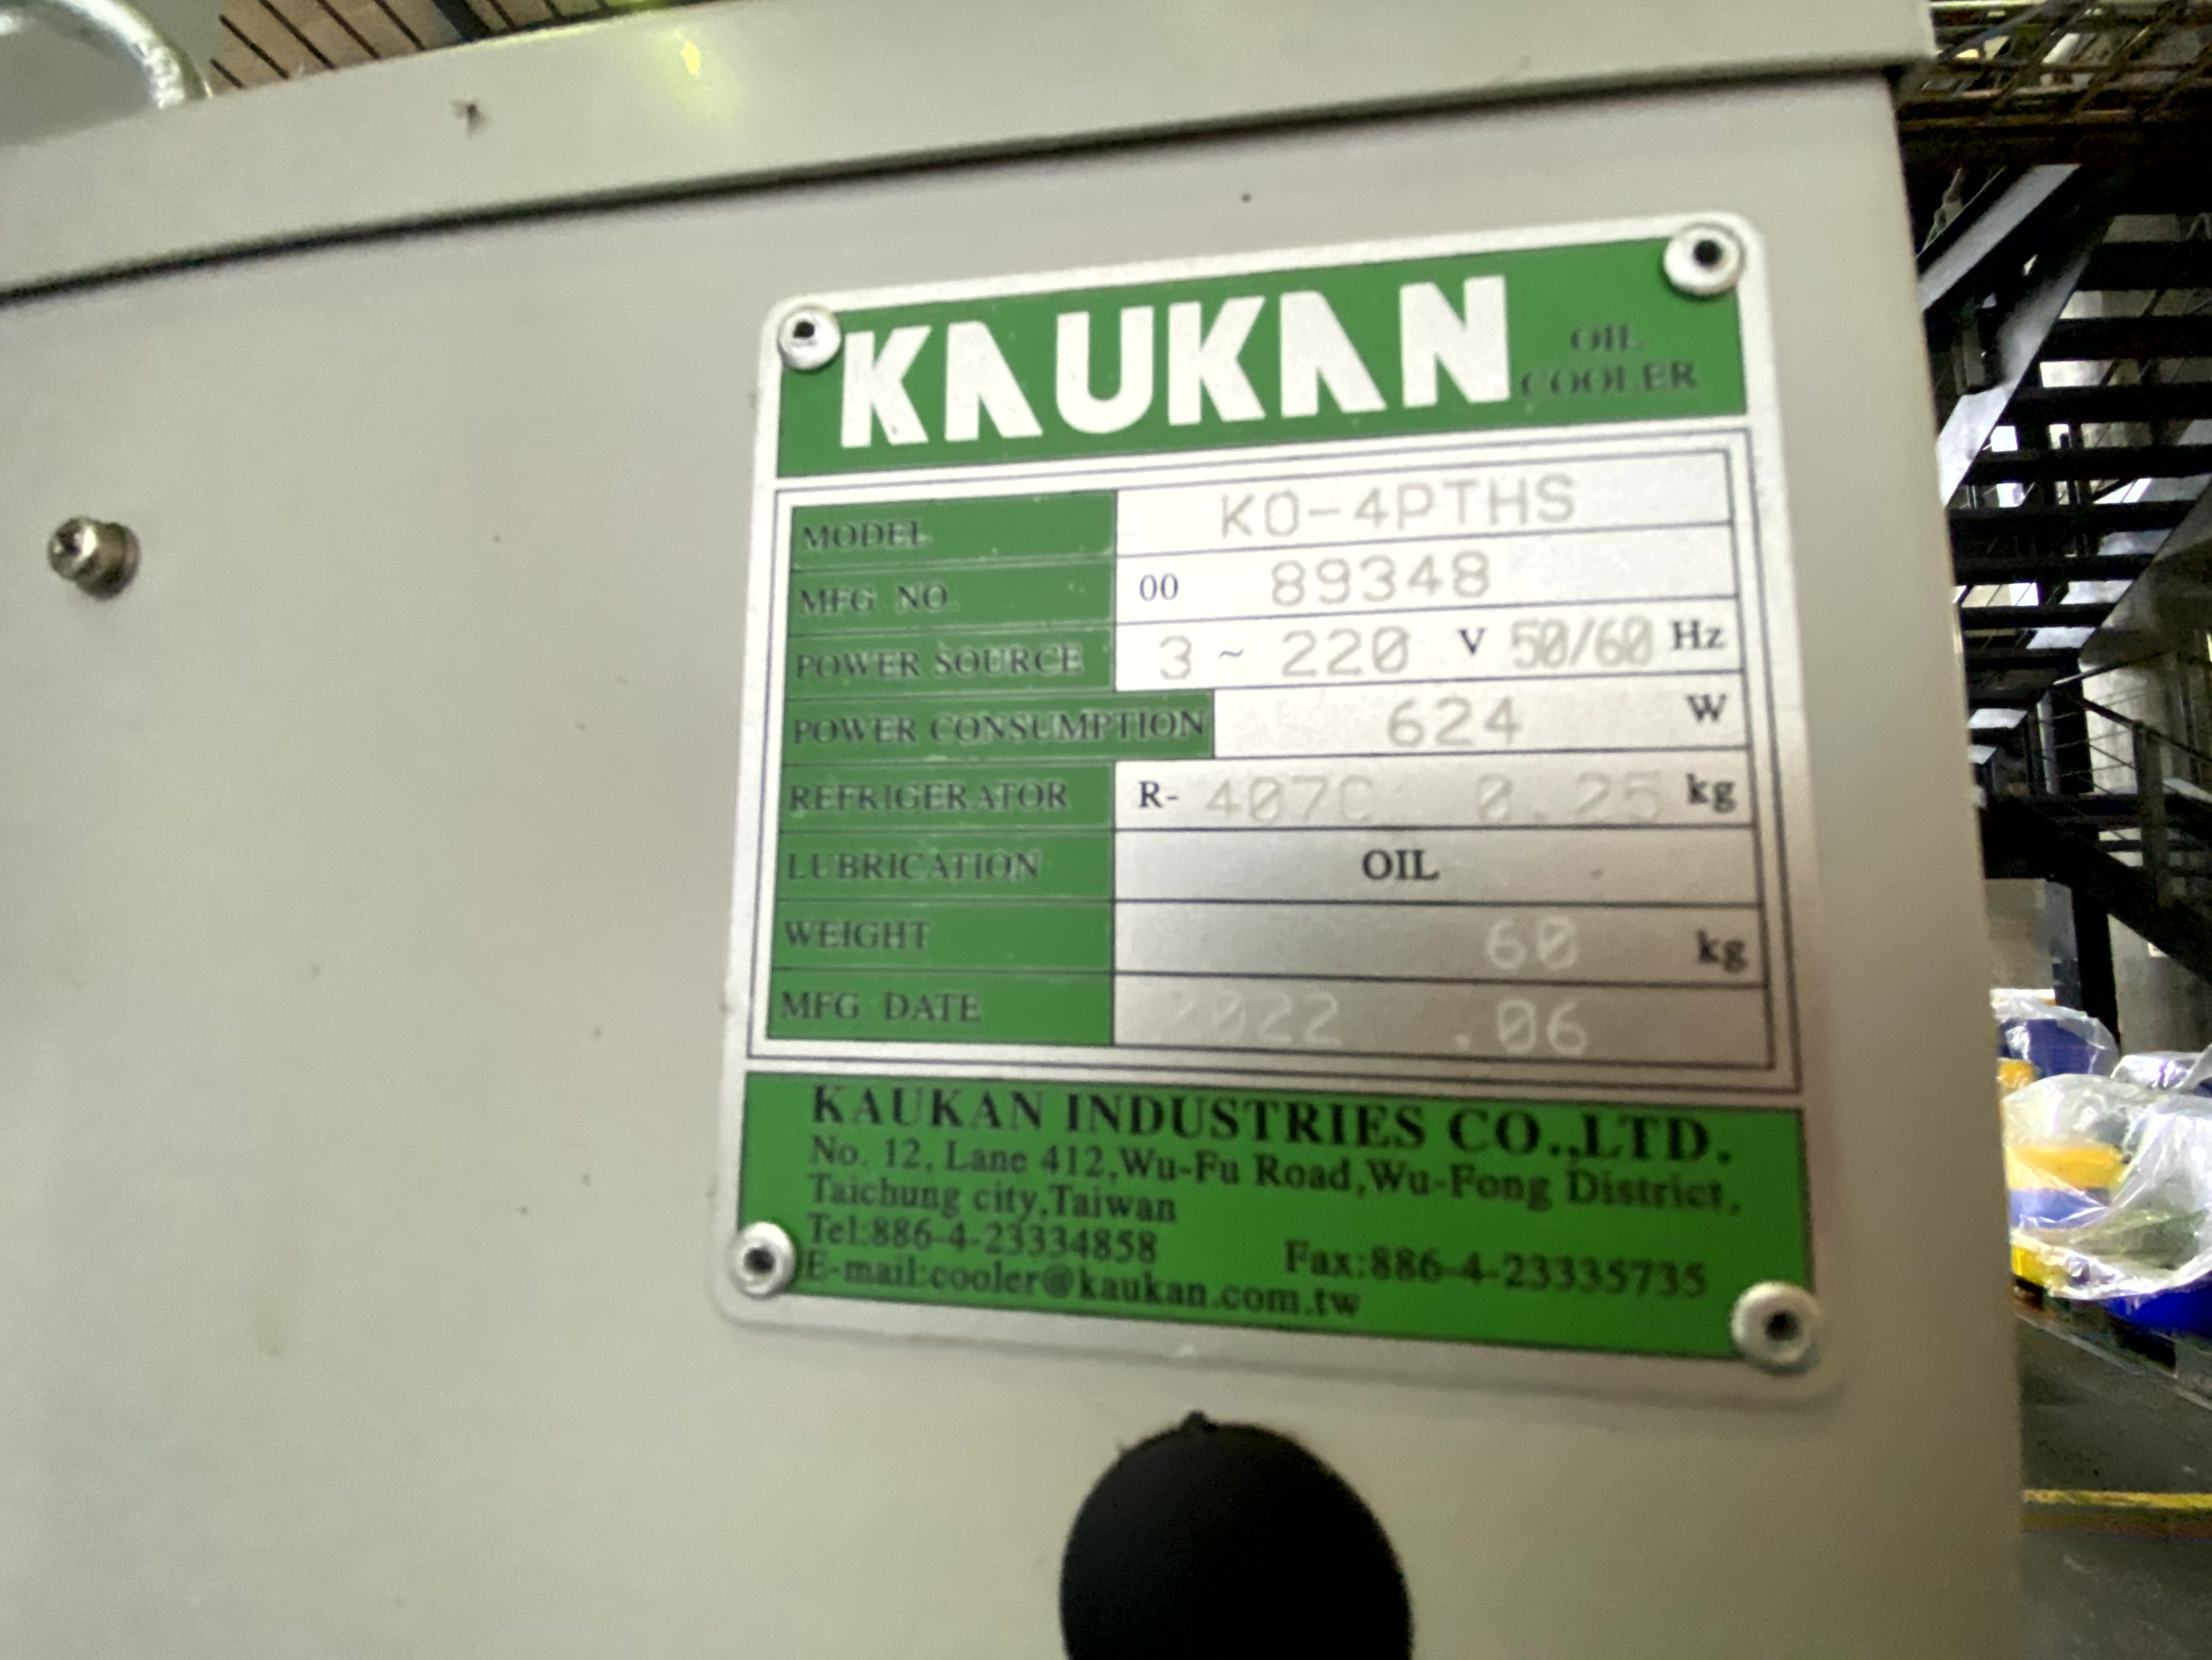 KAUKAN OIL COOLER
MODEL KO-4PTHS
MFG NO. 00 89348
POWER SOURCE 3 ~ 220 V 50/60 Hz
POWER CONSUMPTION 624 W
REFRIGERATOR R- 407C 0.25 kg
LUBRICATION OIL
WEIGHT 60 kg
MFG DATE 2022 .06
KAUKAN INDUSTRIES CO.,LTD.
No. 12, Lane 412,Wu-Fu Road,Wu-Fong District,
Taichung city,Taiwan
Tel:886-4-23334858 Fax:886-4-23335735
E-mail:cooler@kaukan.com.tw